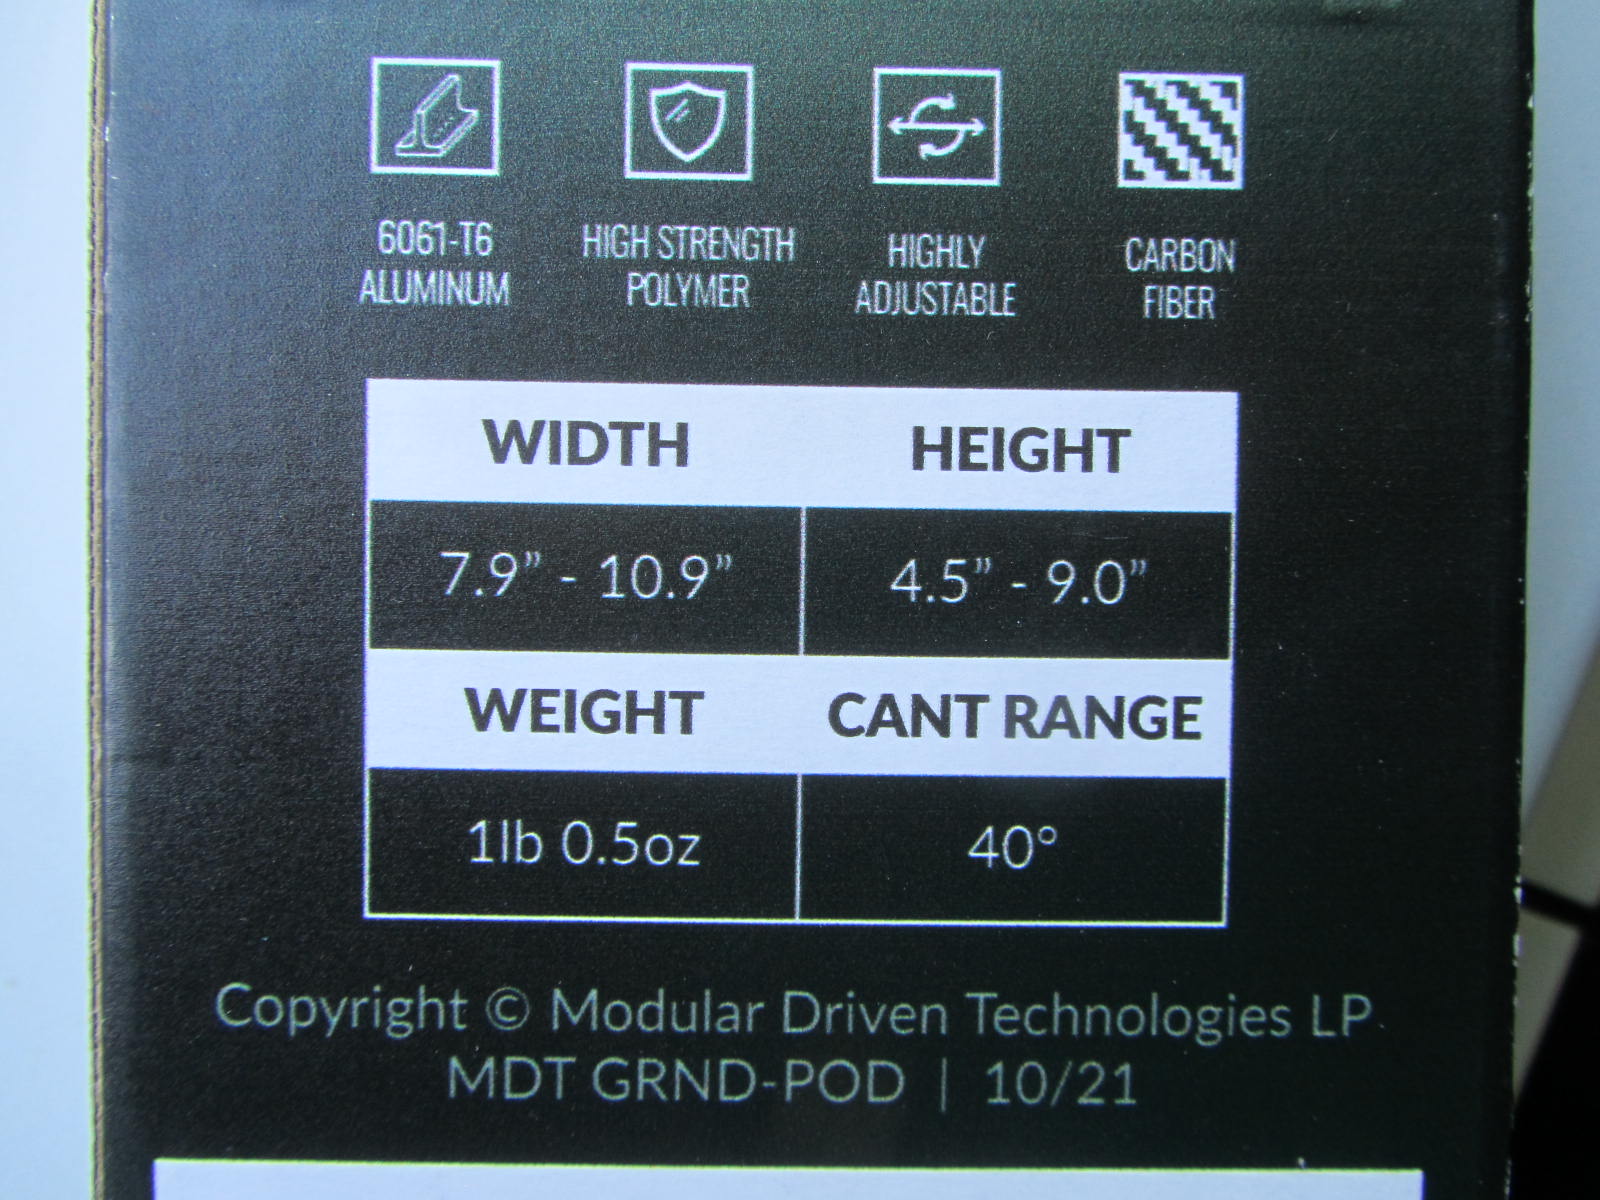 6061-T6
ALUMINUM
HIGH STRENGTH
POLYMER
HIGHLY
ADJUSTABLE
CARBON
FIBER
WIDTH HEIGHT
7.9” - 10.9” 4.5” - 9.0”
WEIGHT CANT RANGE
1lb 0.5oz 40°
Copyright © Modular Driven Technologies LP
MDT GRND-POD | 10/21